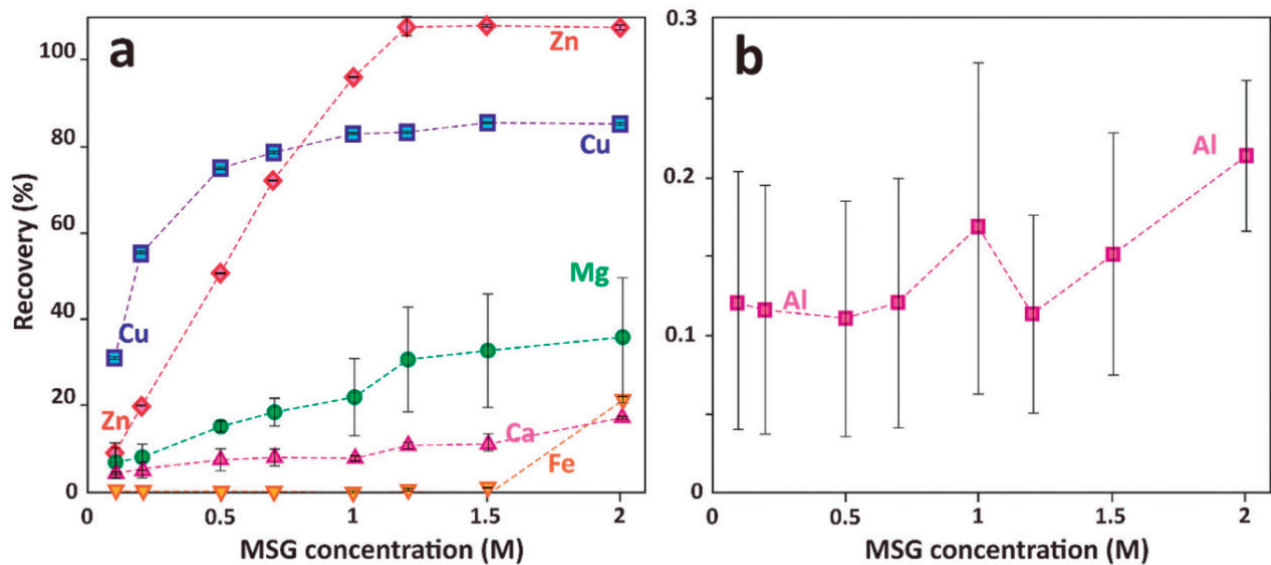 a
b
100
80
60
40
20
0
Recovery (%)
Zn
Cu
Mg
Cu
Zn
Ca
Fe
0
0.5
1
1.5
2
MSG concentration (M)
0.3
0.2
0.1
0
Al
Al
0
0.5
1
1.5
2
MSG concentration (M)